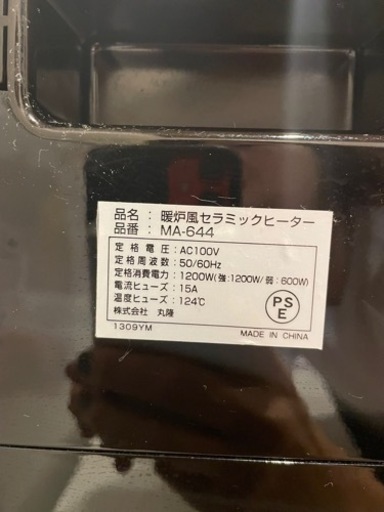 品名： 暖炉風セラミックヒーター
品番： MA-644
定格電圧：AC100V
定格周波数：50/60Hz
定格消費電力：1200W(強:1200W/弱:600W)
電流ヒューズ：15A
温度ヒューズ：124℃
株式会社 丸隆
PS
E
1309YM
MADE IN CHINA